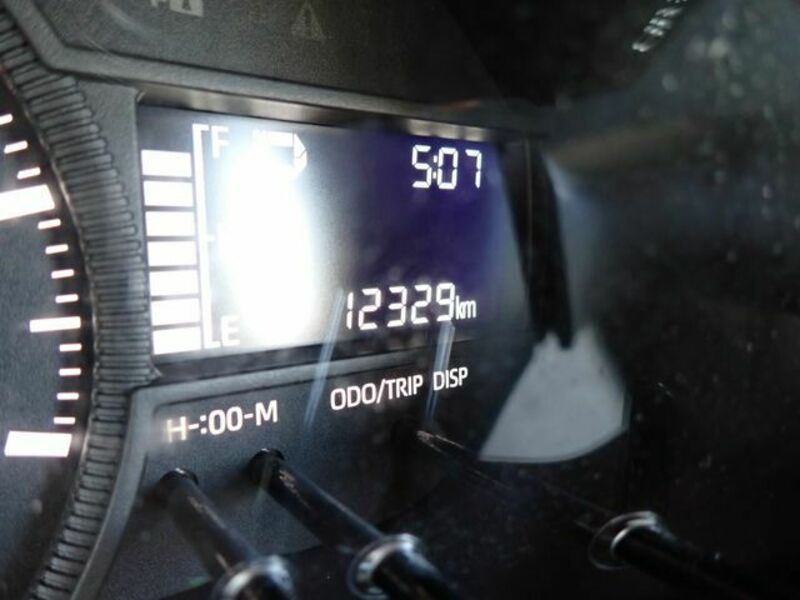 F
5:07
12329km
E
H-:00-M
ODO/TRIP DISP